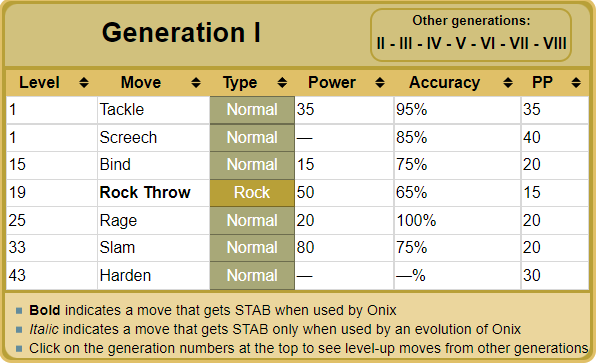 Generation I
Other generations:
II - III - IV - V - VI - VII - VIII
Level Move Type Power Accuracy PP
1 Tackle Normal 35 95% 35
1 Screech Normal — 85% 40
15 Bind Normal 15 75% 20
19 Rock Throw Rock 50 65% 15
25 Rage Normal 20 100% 20
33 Slam Normal 80 75% 20
43 Harden Normal — —% 30
Bold indicates a move that gets STAB when used by Onix
Italic indicates a move that gets STAB only when used by an evolution of Onix
Click on the generation numbers at the top to see level-up moves from other generations